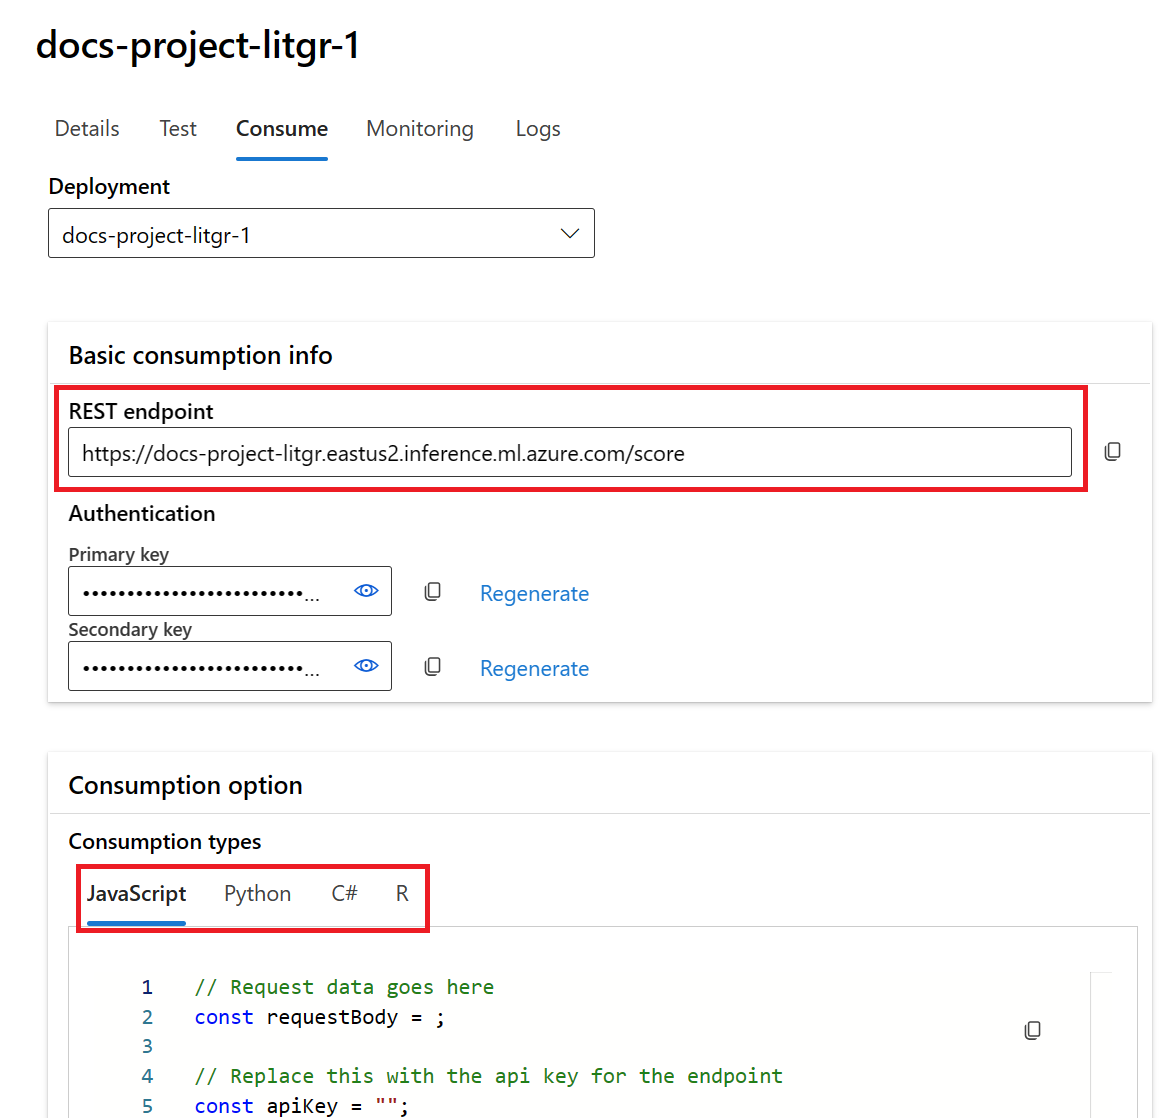 docs-project-litgr-1
Details Test Consume Monitoring Logs
Deployment
docs-project-litgr-1
Basic consumption info
REST endpoint
https://docs-project-litgr.eastus2.inference.ml.azure.com/score
Authentication
Primary key
•••••••••••••••••••••••••... Regenerate
Secondary key
•••••••••••••••••••••••••... Regenerate
Consumption option
Consumption types
JavaScript Python C# R
1 // Request data goes here
2 const requestBody = ;
3
4 // Replace this with the api key for the endpoint
5 const apiKey = "";